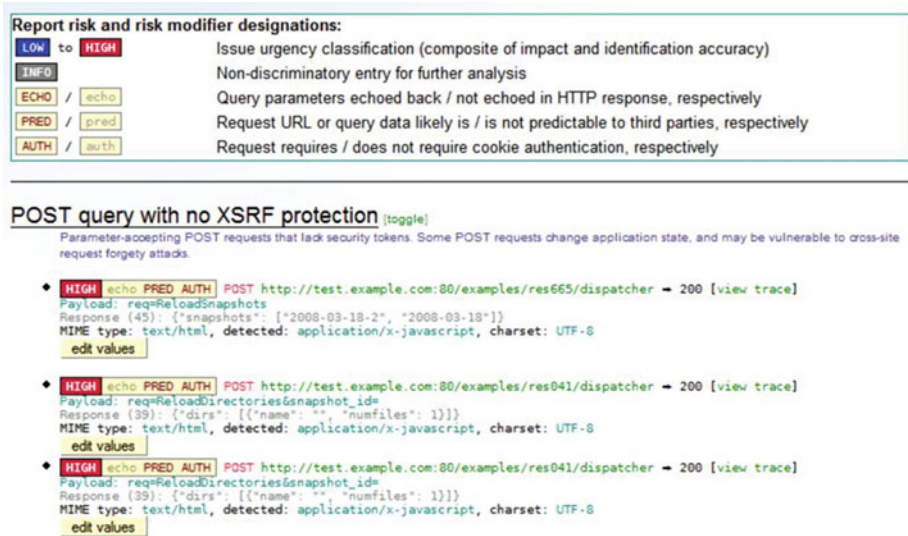 Report risk and risk modifier designations:
LOW to HIGH Issue urgency classification (composite of impact and identification accuracy)
INFO Non-discriminatory entry for further analysis
ECHO / echo Query parameters echoed back / not echoed in HTTP response, respectively
PRED / pred Request URL or query data likely is / is not predictable to third parties, respectively
AUTH / auth Request requires / does not require cookie authentication, respectively
POST query with no XSRF protection [toggle]
Parameter-accepting POST requests that lack security tokens. Some POST requests change application state, and may be vulnerable to cross-site
request forgety attacks.
HIGH echo PRED AUTH POST http://test.example.com:80/examples/res665/dispatcher → 200 [view trace]
Payload: req=ReloadSnapshots
Response (45): {"snapshots": ["2008-03-18-2", "2008-03-18"]}
MIME type: text/html, detected: application/x-javascript, charset: UTF-8
edit values
HIGH echo PRED AUTH POST http://test.example.com:80/examples/res041/dispatcher → 200 [view trace]
Payload: req=ReloadDirectories&snapshot_id=
Response (39): {"dirs": [{"name": "", "numfiles": 1}]}
MIME type: text/html, detected: application/x-javascript, charset: UTF-8
edit values
HIGH echo PRED AUTH POST http://test.example.com:80/examples/res041/dispatcher → 200 [view trace]
Payload: req=ReloadDirectories&snapshot_id=
Response (39): {"dirs": [{"name": "", "numfiles": 1}]}
MIME type: text/html, detected: application/x-javascript, charset: UTF-8
edit values